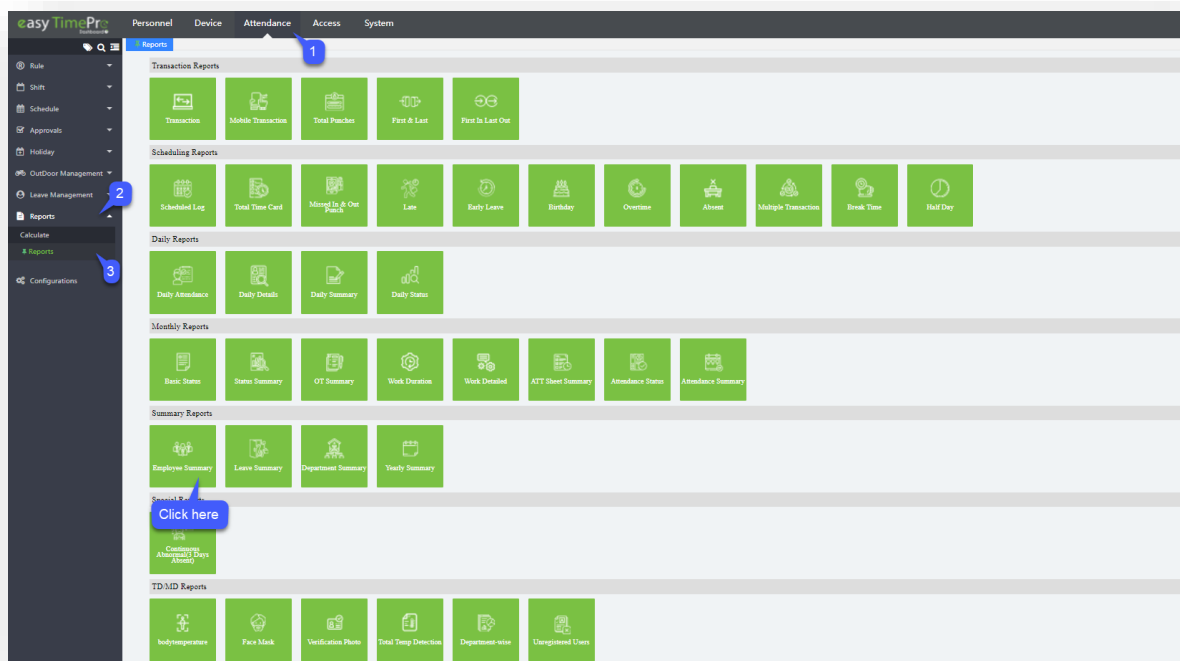 easy TimePro
Dashboard
Personnel Device Attendance Access System
Reports
1
Rule
Shift
Schedule
Approvals
Holiday
OutDoor Management
Leave Management
2
Reports
Calculate
Reports
3
Configurations
Transaction Reports
Transaction
Mobile Transaction
Total Punches
First & Last
First In Last Out
Scheduling Reports
Scheduled Log
Total Time Card
Missed In & Out
Punch
Late
Early Leave
Birthday
Overtime
Absent
Multiple Transaction
Break Time
Half Day
Daily Reports
Daily Attendance
Daily Details
Daily Summary
Daily Status
Monthly Reports
Basic Status
Status Summary
OT Summary
Work Duration
Work Detailed
ATT Sheet Summary
Attendance Status
Attendance Summary
Summary Reports
Employee Summary
Leave Summary
Department Summary
Yearly Summary
Special Reports
Click here
Continuous
Abnormal(3 Days
Absent)
TD/MD Reports
bodytemperature
Face Mask
Verification Photo
Total Temp Detection
Department-wise
Unregistered Users